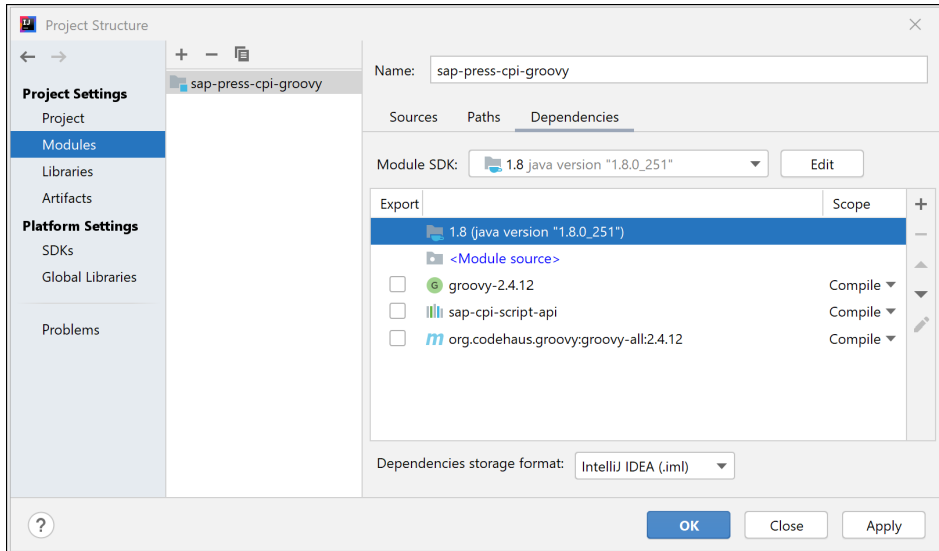 Project Structure
Project Settings
Project
Modules
Libraries
Artifacts
Platform Settings
SDKs
Global Libraries
Problems
sap-press-cpi-groovy
Name: sap-press-cpi-groovy
Sources Paths Dependencies
Module SDK: 1.8 java version "1.8.0_251" Edit
Export Scope
1.8 (java version "1.8.0_251")
<Module source>
G groovy-2.4.12 Compile
sap-cpi-script-api Compile
m org.codehaus.groovy:groovy-all:2.4.12 Compile
Dependencies storage format: IntelliJ IDEA (.iml)
? OK Close Apply